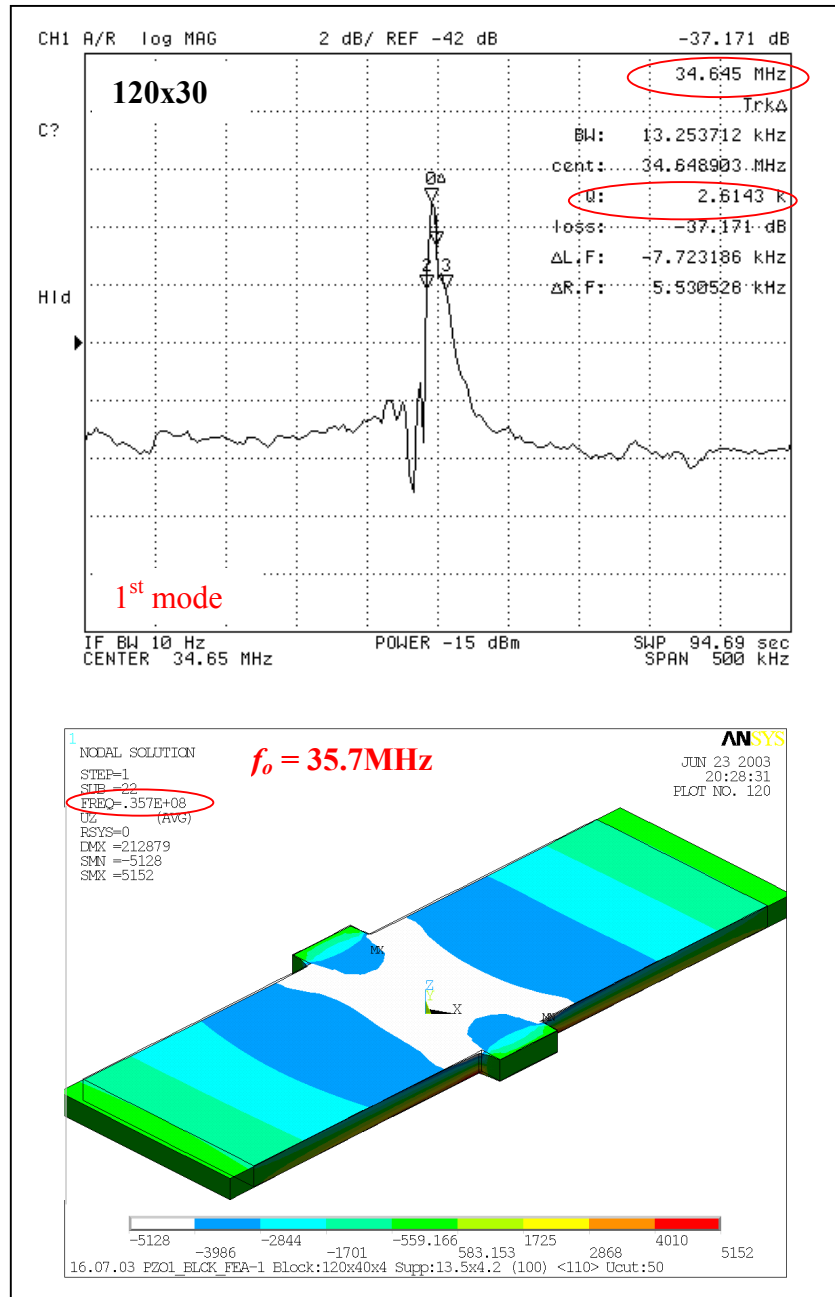 CH1 A/R log MAG 2 dB/ REF -42 dB -37.171 dB
34.645 MHz
120x30
TrkΔ
C?
BW: 13.253712 kHz
cent: 34.648903 MHz
0Δ
Q: 2.6143 k
loss: -37.171 dB
2 3
ΔL.F: -7.723186 kHz
ΔR.F: 5.530526 kHz
Hld
1st mode
IF BW 10 Hz POWER -15 dBm SWP 94.69 sec
CENTER 34.65 MHz SPAN 500 kHz
1
ANSYS
NODAL SOLUTION
fo = 35.7MHz
JUN 23 2003
20:28:31
PLOT NO. 120
STEP=1
SUB =22
FREQ=.357E+08
UZ (AVG)
RSYS=0
DMX =212879
SMN =-5128
SMX =5152
MX
Z
Y
X
MN
-5128 -2844 -559.166 1725 4010
-3986 -1701 583.153 2868 5152
16.07.03 PZO1_BLCK_FEA-1 Block:120x40x4 Supp:13.5x4.2 (100) <110> Ucut:50